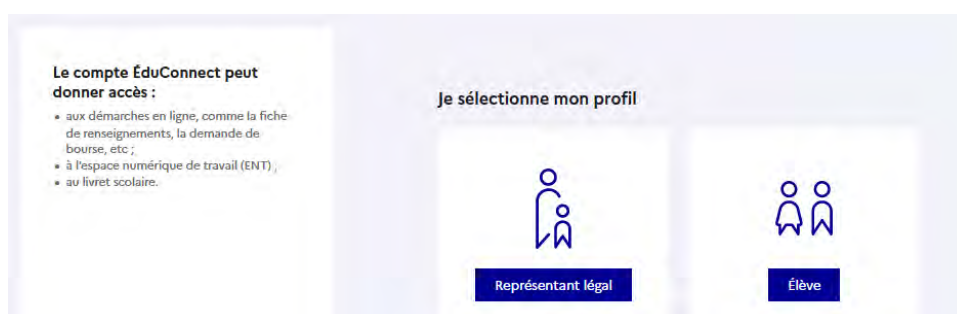 Le compte ÉduConnect peut
donner accès :
• aux démarches en ligne, comme la fiche
de renseignements, la demande de
bourse, etc ;
• à l'espace numérique de travail (ENT) ;
• au livret scolaire.
Je sélectionne mon profil
Représentant légal
Élève